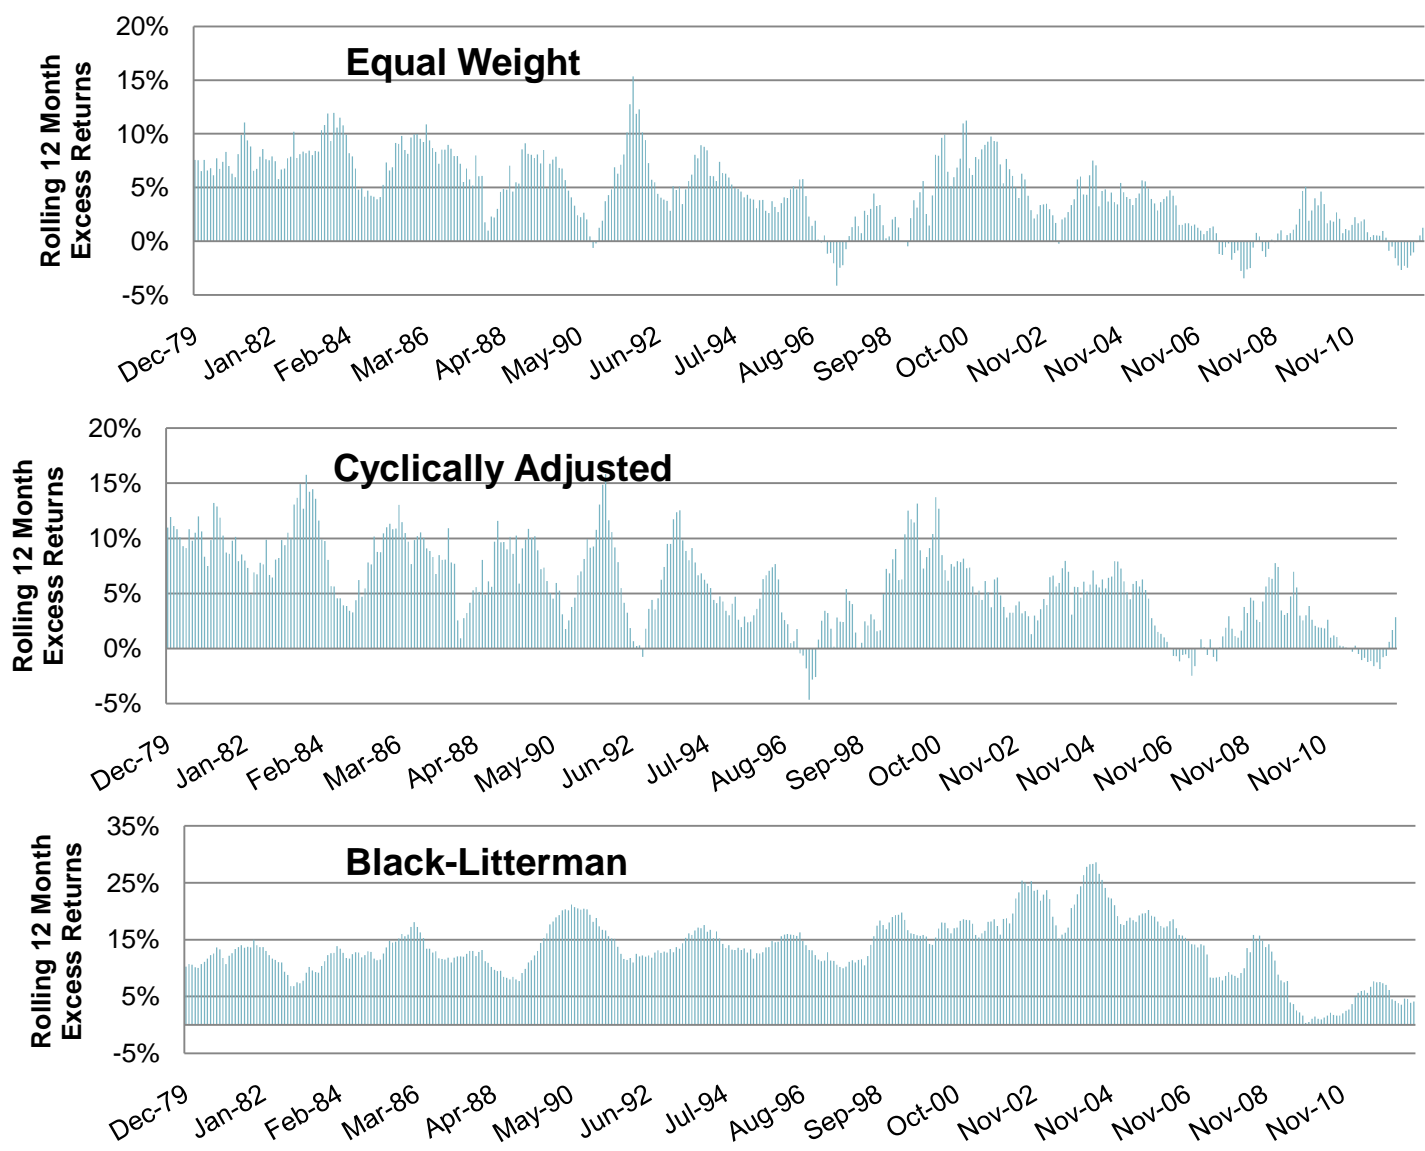 Equal Weight
Rolling 12 Month
Excess Returns
20%
15%
10%
5%
0%
-5%
Dec-79
Jan-82
Feb-84
Mar-86
Apr-88
May-90
Jun-92
Jul-94
Aug-96
Sep-98
Oct-00
Nov-02
Nov-04
Nov-06
Nov-08
Nov-10
Cyclically Adjusted
Rolling 12 Month
Excess Returns
20%
15%
10%
5%
0%
-5%
Dec-79
Jan-82
Feb-84
Mar-86
Apr-88
May-90
Jun-92
Jul-94
Aug-96
Sep-98
Oct-00
Nov-02
Nov-04
Nov-06
Nov-08
Nov-10
Black-Litterman
Rolling 12 Month
Excess Returns
35%
25%
15%
5%
-5%
Dec-79
Jan-82
Feb-84
Mar-86
Apr-88
May-90
Jun-92
Jul-94
Aug-96
Sep-98
Oct-00
Nov-02
Nov-04
Nov-06
Nov-08
Nov-10